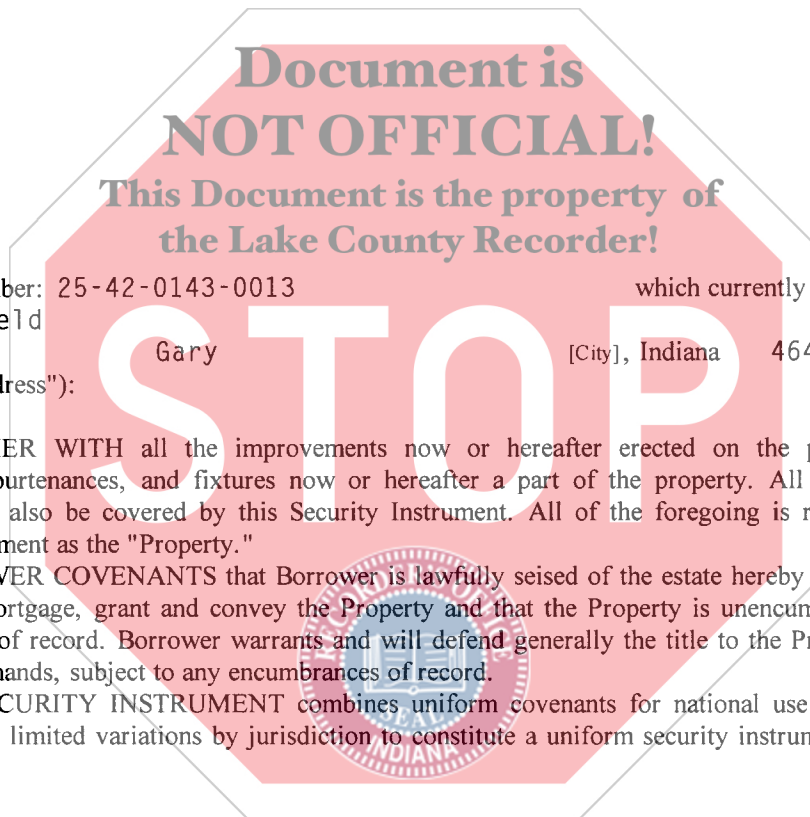 Document is
NOT OFFICIAL!
This Document is the property of
the Lake County Recorder!
ber: 25-42-0143-0013 which currently
eld
Gary [City], Indiana 464
dress"):
STOP
ER WITH all the improvements now or hereafter erected on the p
ourtenances, and fixtures now or hereafter a part of the property. All
also be covered by this Security Instrument. All of the foregoing is r
ment as the "Property."
VER COVENANTS that Borrower is lawfully seised of the estate hereby
ortgage, grant and convey the Property and that the Property is unencum
of record. Borrower warrants and will defend generally the title to the Pr
nands, subject to any encumbrances of record.
CURITY INSTRUMENT combines uniform covenants for national use
limited variations by jurisdiction to constitute a uniform security instrun
RECORDER'S OFFICE
SEAL
INDIANA